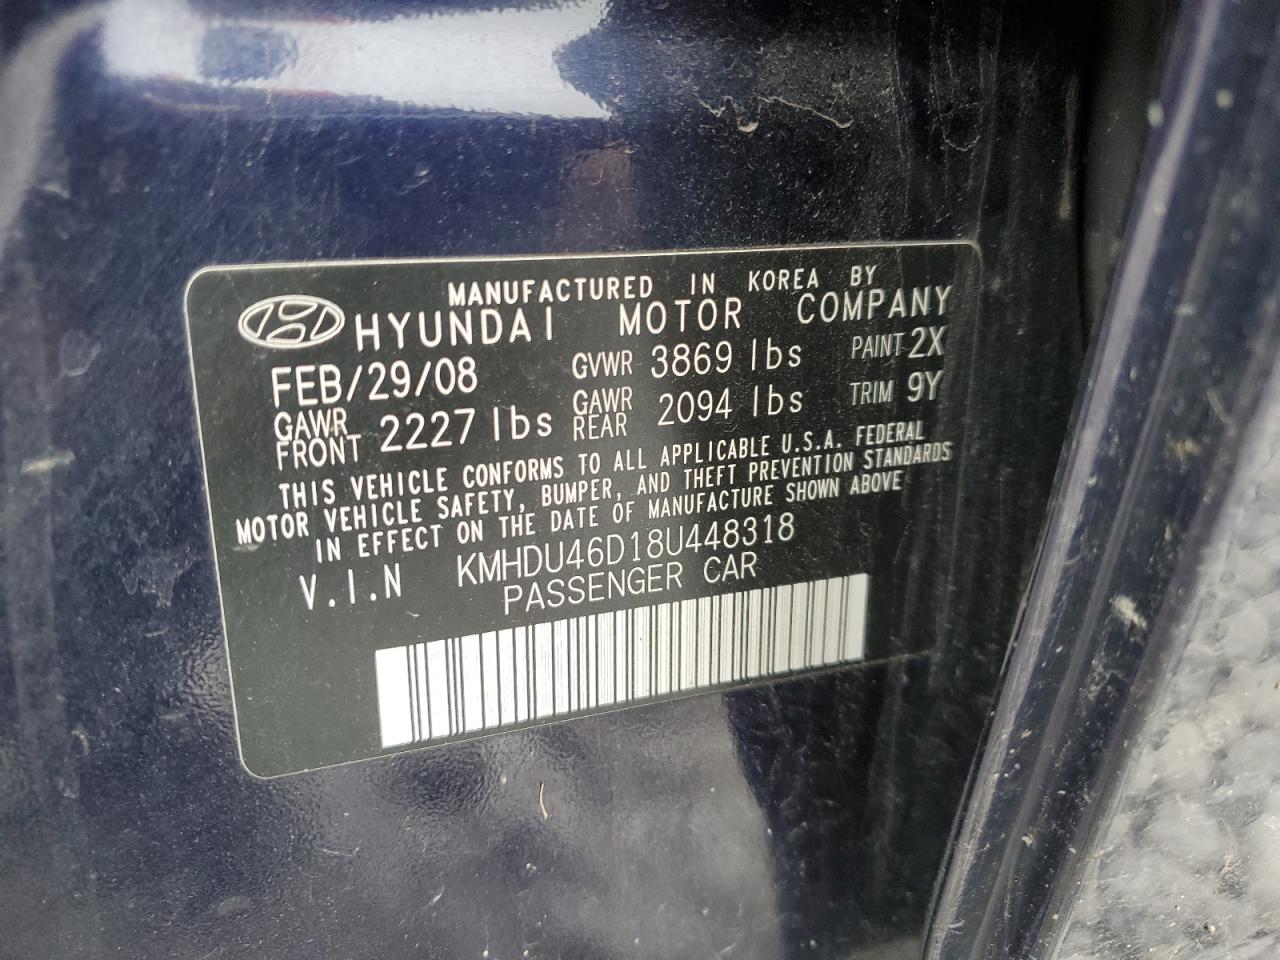 MANUFACTURED IN KOREA BY
HYUNDAI MOTOR COMPANY
FEB/29/08 GVWR 3869 lbs PAINT 2X
GAWR FRONT 2227 lbs GAWR REAR 2094 lbs TRIM 9Y
THIS VEHICLE CONFORMS TO ALL APPLICABLE U.S.A. FEDERAL
MOTOR VEHICLE SAFETY, BUMPER, AND THEFT PREVENTION STANDARDS
IN EFFECT ON THE DATE OF MANUFACTURE SHOWN ABOVE
V.I.N KMHDU46D18U448318
PASSENGER CAR